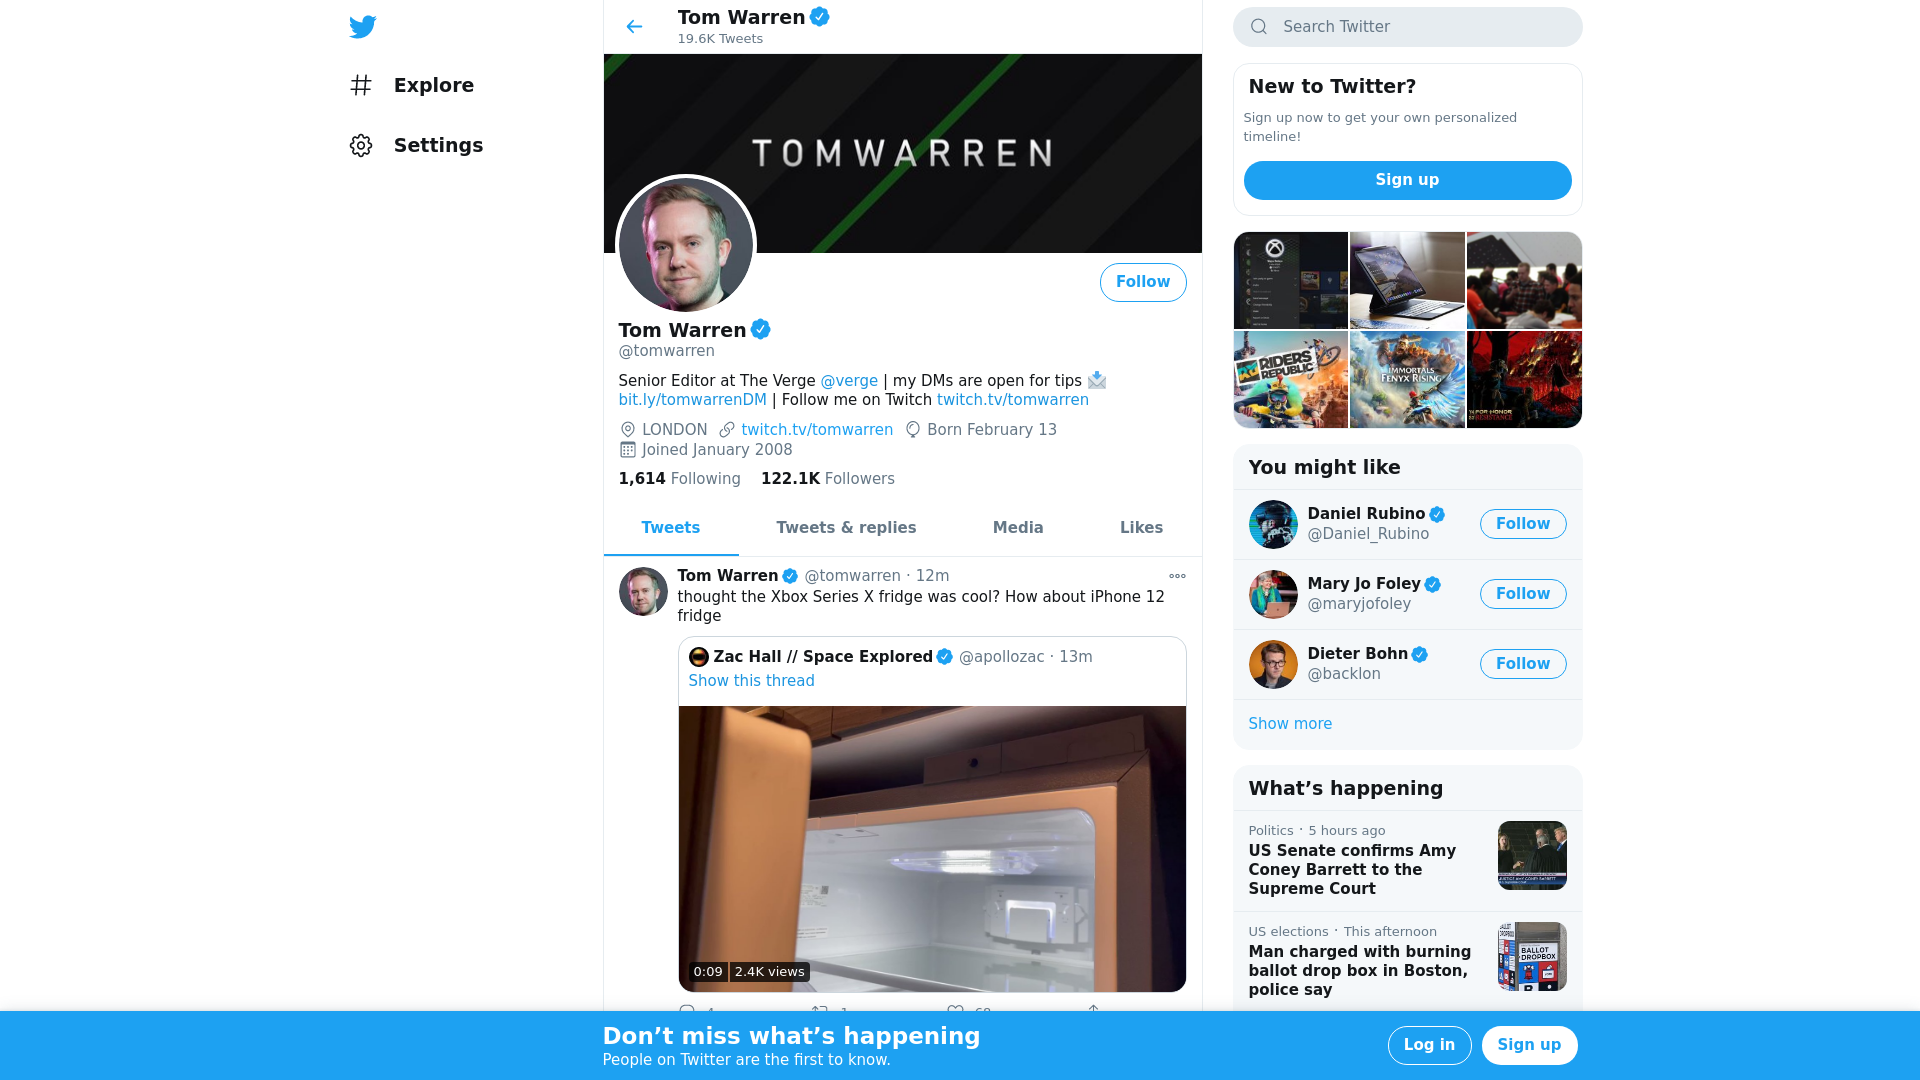 Explore
Settings
Tom Warren
19.6K Tweets
TOMWARREN
Follow
Tom Warren
@tomwarren
Senior Editor at The Verge @verge | my DMs are open for tips
bit.ly/tomwarrenDM | Follow me on Twitch twitch.tv/tomwarren
LONDON twitch.tv/tomwarren Born February 13
Joined January 2008
1,614 Following 122.1K Followers
Tweets Tweets & replies Media Likes
Tom Warren @tomwarren · 12m
thought the Xbox Series X fridge was cool? How about iPhone 12
fridge
Zac Hall // Space Explored @apollozac · 13m
Show this thread
0:09 2.4K views
Search Twitter
New to Twitter?
Sign up now to get your own personalized
timeline!
Sign up
RIDERS
REPUBLIC
IMMORTALS
FENYX RISING
FOR HONOR
RESISTANCE
You might like
Daniel Rubino
@Daniel_Rubino
Follow
Mary Jo Foley
@maryjofoley
Follow
Dieter Bohn
@backlon
Follow
Show more
What’s happening
Politics · 5 hours ago
US Senate confirms Amy
Coney Barrett to the
Supreme Court
US elections · This afternoon
Man charged with burning
ballot drop box in Boston,
police say
BALLOT
DROPBOX
Don’t miss what’s happening
People on Twitter are the first to know.
Log in
Sign up